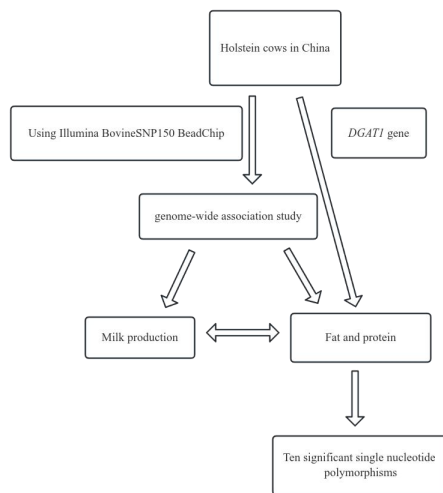 Holstein cows in China
Using Illumina BovineSNP150 BeadChip
DGAT1 gene
genome-wide association study
Milk production
Fat and protein
Ten significant single nucleotide
polymorphisms